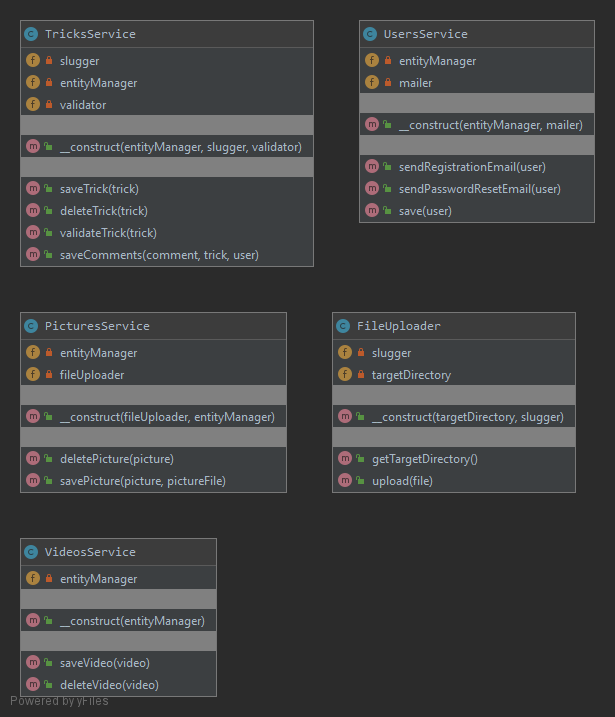 TricksService
slugger
entityManager
validator
__construct(entityManager, slugger, validator)
saveTrick(trick)
deleteTrick(trick)
validateTrick(trick)
saveComments(comment, trick, user)
UsersService
entityManager
mailer
__construct(entityManager, mailer)
sendRegistrationEmail(user)
sendPasswordResetEmail(user)
save(user)
PicturesService
entityManager
fileUploader
__construct(fileUploader, entityManager)
deletePicture(picture)
savePicture(picture, pictureFile)
FileUploader
slugger
targetDirectory
__construct(targetDirectory, slugger)
getTargetDirectory()
upload(file)
VideosService
entityManager
__construct(entityManager)
saveVideo(video)
deleteVideo(video)
Powered by yFiles